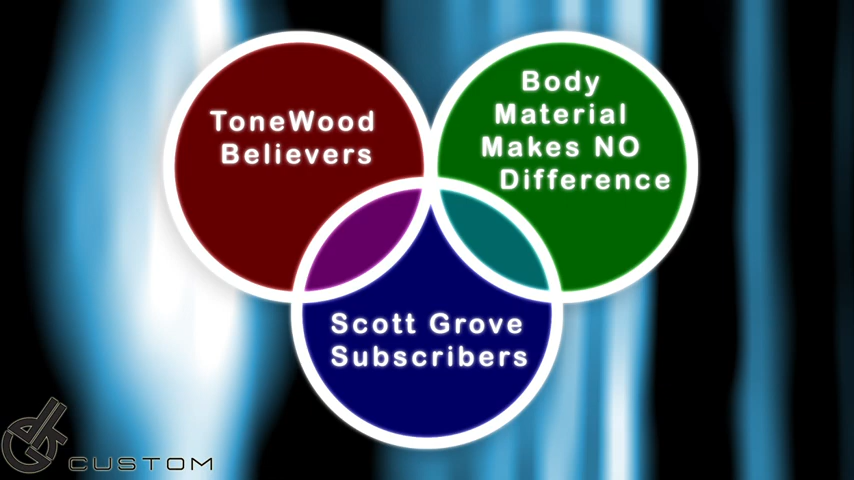 ToneWood
Believers
Body
Material
Makes NO
Difference
Scott Grove
Subscribers
CUSTOM